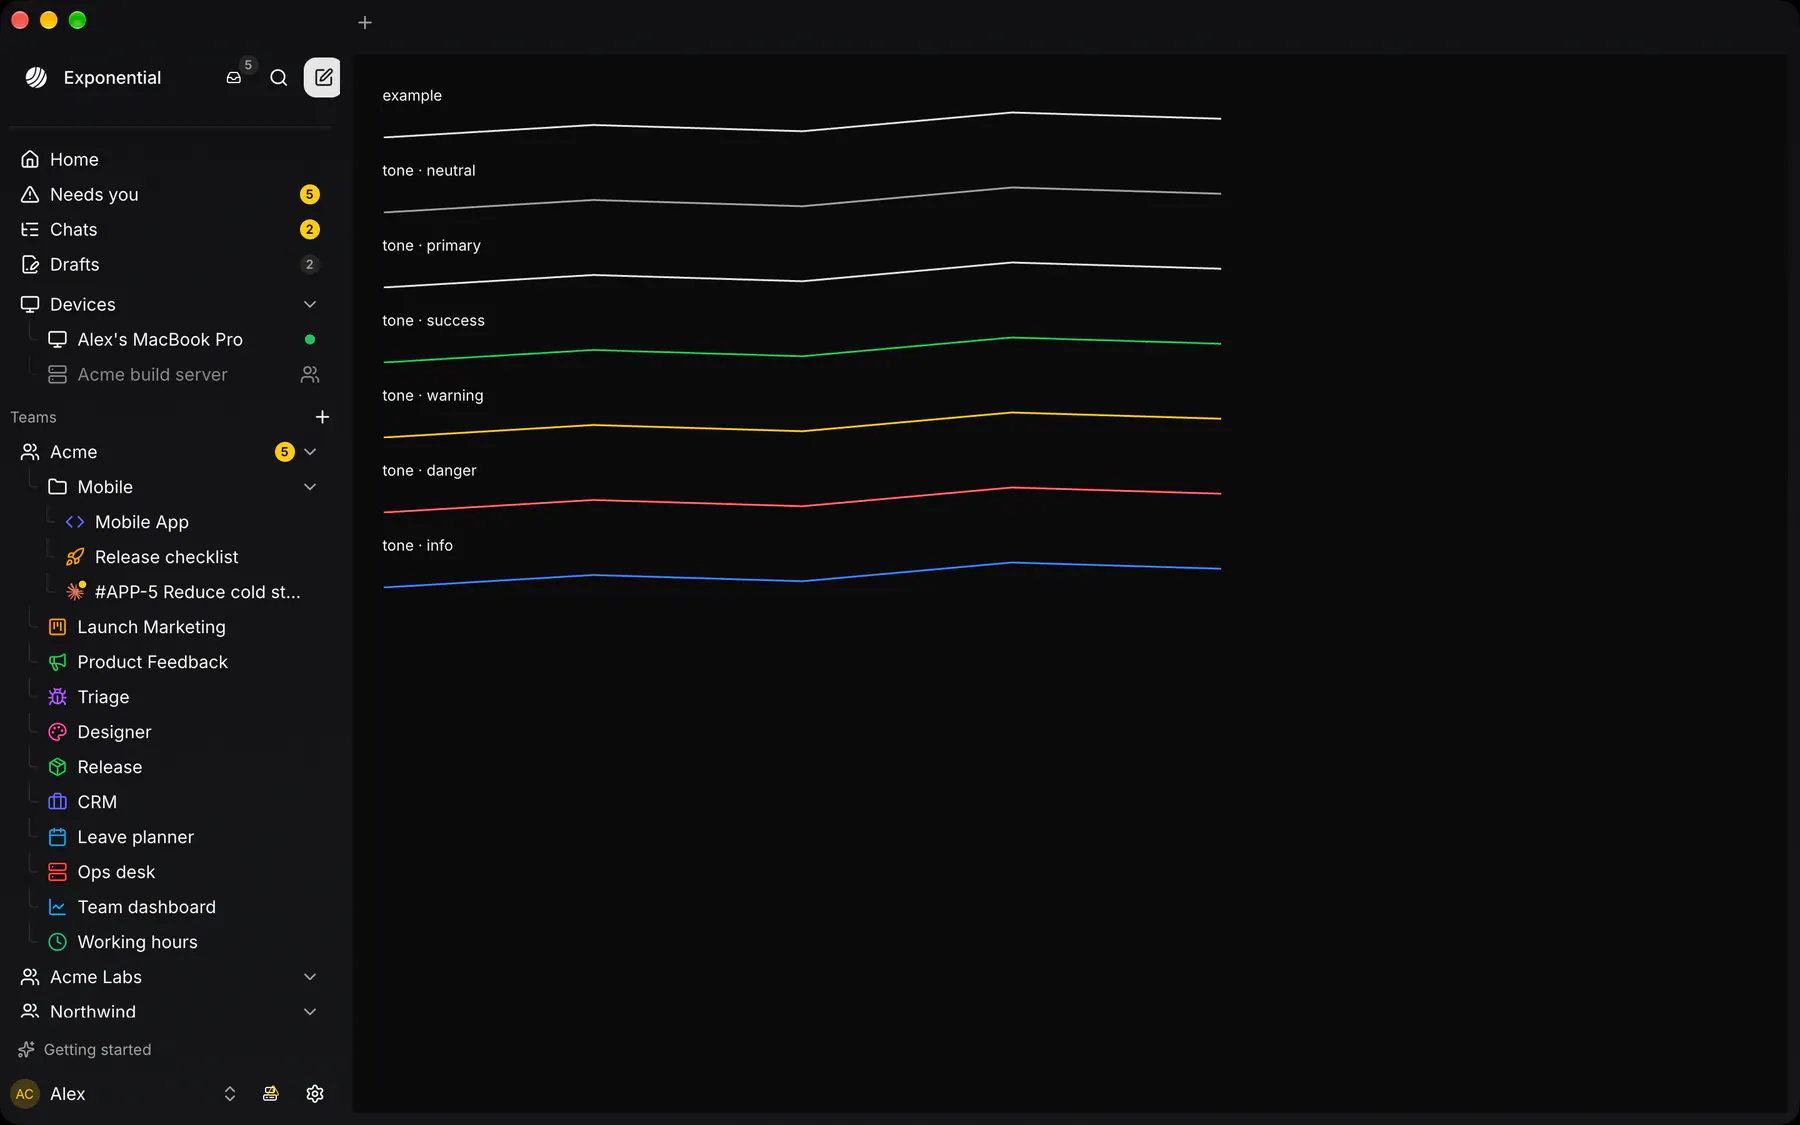 Exponential
5
Home
Needs you
5
Chats
2
Drafts
2
Devices
Alex's MacBook Pro
Acme build server
Teams
Acme
5
Mobile
Mobile App
Release checklist
#APP-5 Reduce cold st...
Launch Marketing
Product Feedback
Triage
Designer
Release
CRM
Leave planner
Ops desk
Team dashboard
Working hours
Acme Labs
Northwind
Getting started
AC
Alex
example
tone · neutral
tone · primary
tone · success
tone · warning
tone · danger
tone · info